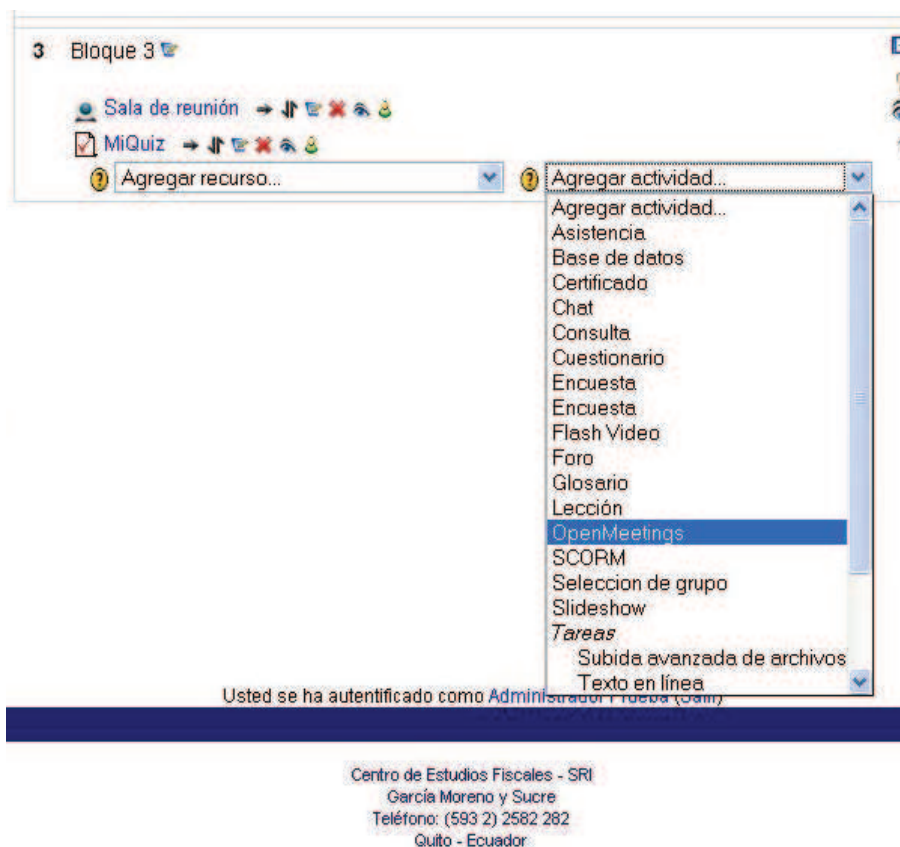 3 Bloque 3
Sala de reunión
MiQuiz
Agregar recurso... Agregar actividad...
Agregar actividad...
Asistencia
Base de datos
Certificado
Chat
Consulta
Cuestionario
Encuesta
Encuesta
Flash Video
Foro
Glosario
Lección
OpenMeetings
SCORM
Seleccion de grupo
Slideshow
Tareas
Subida avanzada de archivos
Texto en línea
Usted se ha autentificado como Administrador Prueba (Salir)
Centro de Estudios Fiscales - SRI
García Moreno y Sucre
Teléfono: (593 2) 2582 282
Quito - Ecuador